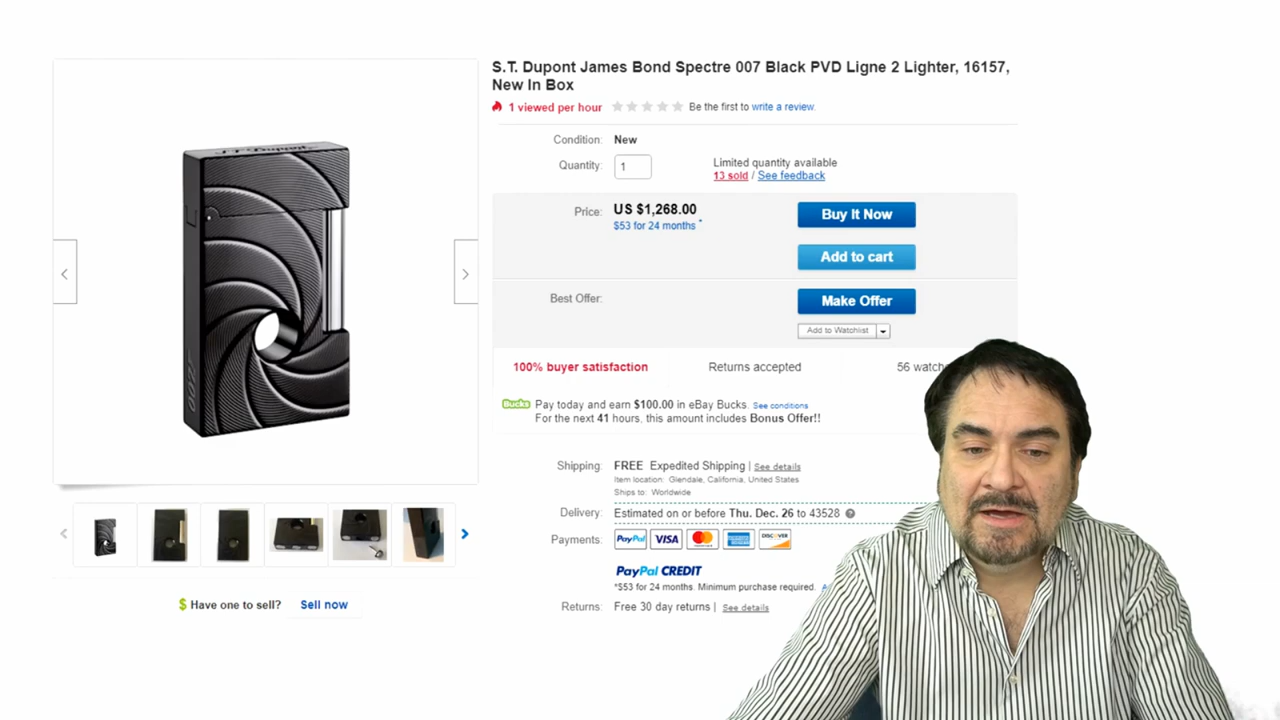 S.T. Dupont James Bond Spectre 007 Black PVD Ligne 2 Lighter, 16157,
New In Box
1 viewed per hour Be the first to write a review.
Condition: New
Quantity: 1 Limited quantity available
13 sold / See feedback
Price: US $1,268.00 Buy It Now
$53 for 24 months *
Add to cart
Best Offer: Make Offer
Add to Watchlist
100% buyer satisfaction Returns accepted 56
Bucks Pay today and earn $100.00 in eBay Bucks. See conditions
For the next 41 hours, this amount includes Bonus Offer!!
Shipping: FREE Expedited Shipping | See details
Item location: Glendale, California, United States
Ships to: Worldwide
Delivery: Estimated on or before Thu. Dec. 26 to 43528
Payments: PayPal VISA MasterCard DISCOVER
PayPal CREDIT
*$53 for 24 months. Minimum purchase required.
Returns: Free 30 day returns | See details
S.T. Dupont
007
$ Have one to sell? Sell now